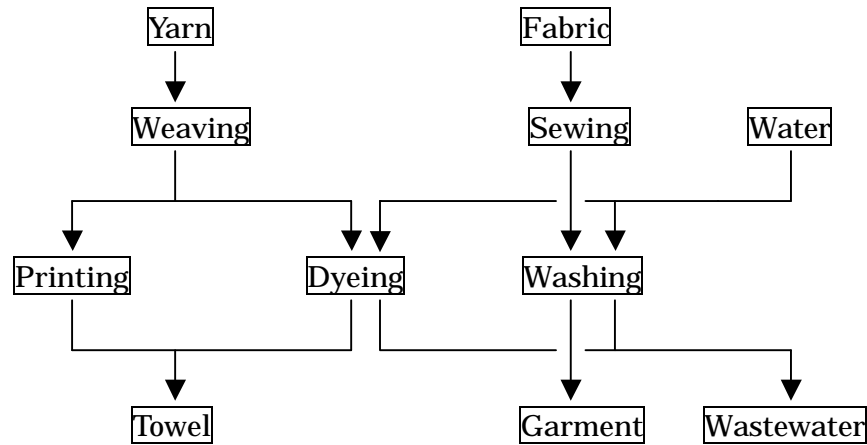 Yarn
Fabric
Weaving
Sewing
Water
Printing
Dyeing
Washing
Towel
Garment
Wastewater